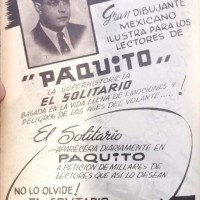 Gran DIBUJANTE
MEXICANO
ILUSTRA PARA LOS
LECTORES DE
"PAQUITO"
LA SUPERHISTORIETA
EL SOLITARIO
BASADA EN LA VIDA LLENA DE EMOCIONES Y
PELIGROS DE LOS ASES DEL VOLANTE....!
El Solitario
APARECERA DIARIAMENTE EN
PAQUITO
A PETICION DE MILLARES DE
LECTORES QUE ASI LO DESEAN
NO LO OLVIDE!
EL SOLITARIO